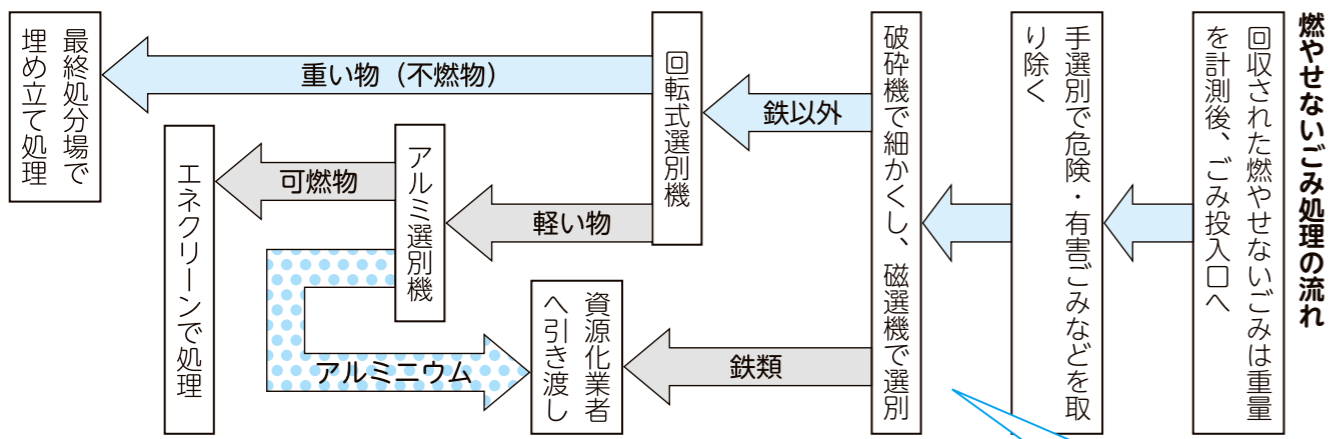 燃やせないごみ処理の流れ
回収された燃やせないごみは重量
を計測後、ごみ投入口へ
手選別で危険・有害ごみなどを取
り除く
破砕機で細かくし、磁選機で選別
鉄以外
鉄類
回転式選別機
重い物（不燃物）
軽い物
資源化業者
へ引き渡し
アルミ選別機
可燃物
アルミニウム
エネクリーンで処理
最終処分場で
埋め立て処理